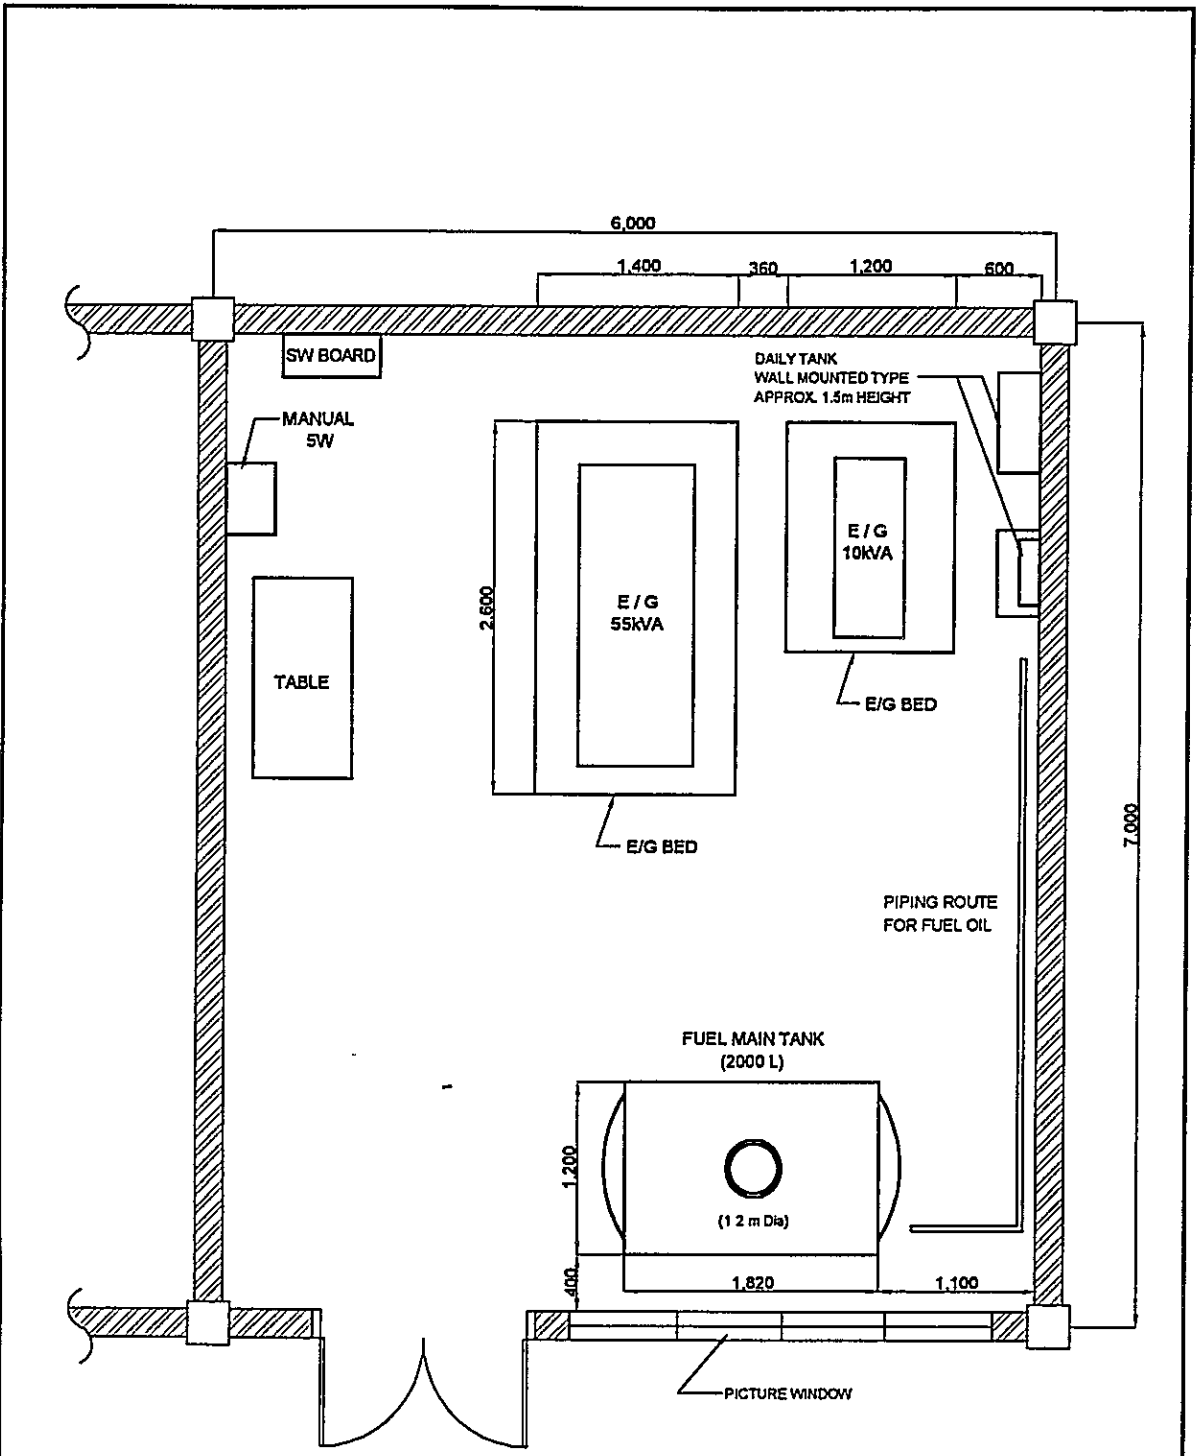 6,000
1,400
360
1,200
600
SW BOARD
DAILY TANK
WALL MOUNTED TYPE
APPROX. 1.5m HEIGHT
MANUAL
5W
E / G
10kVA
2,600
E / G
55kVA
TABLE
E/G BED
7,000
E/G BED
PIPING ROUTE
FOR FUEL OIL
FUEL MAIN TANK
(2000 L)
1,200
(1 2 m Dia)
400
1,820
1,100
PICTURE WINDOW